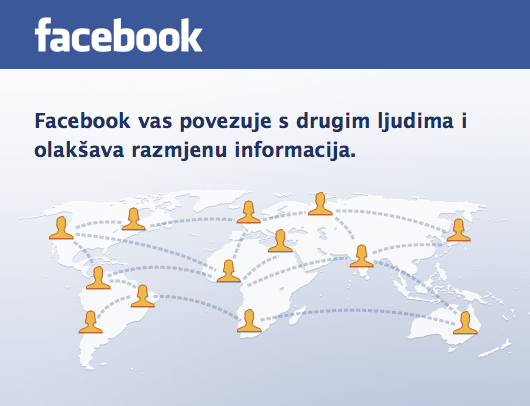 facebook
Facebook vas povezuje s drugim ljudima i
olakšava razmjenu informacija.